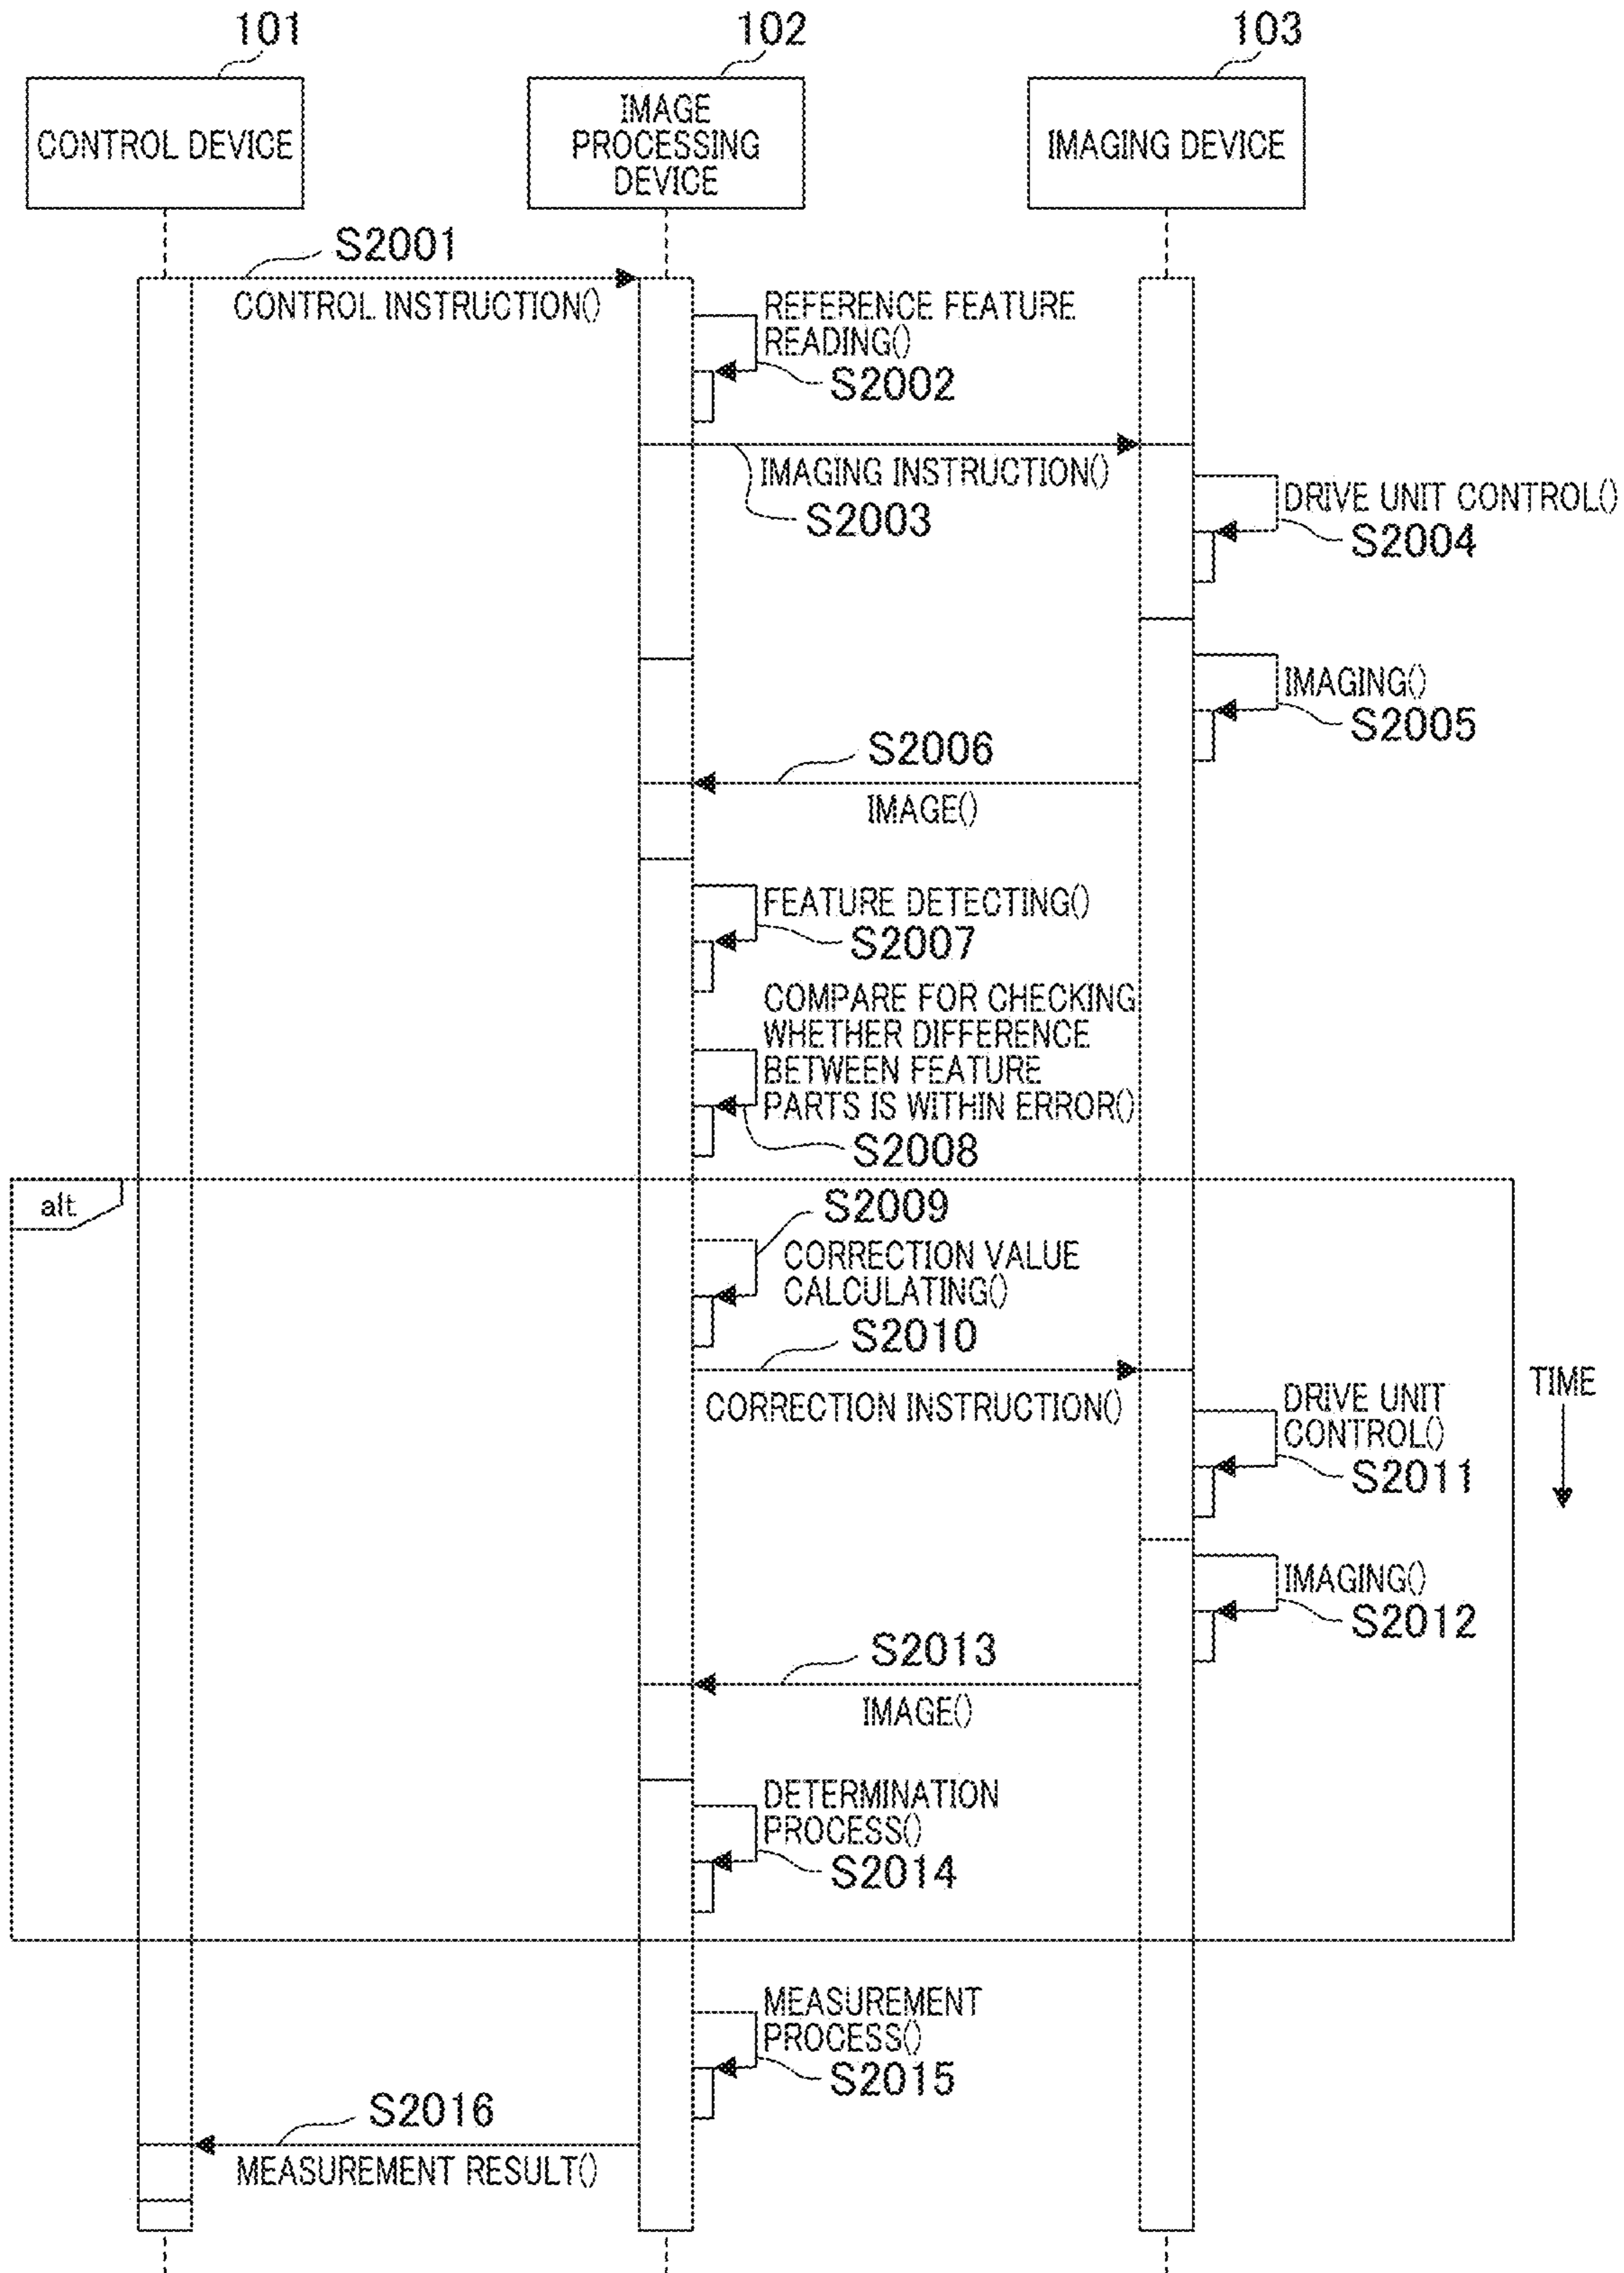 101
102
103
CONTROL DEVICE
IMAGE
PROCESSING
DEVICE
IMAGING DEVICE
S2001
CONTROL INSTRUCTION()
REFERENCE FEATURE
READING()
S2002
IMAGING INSTRUCTION()
S2003
DRIVE UNIT CONTROL()
S2004
IMAGING()
S2005
S2006
IMAGE()
FEATURE DETECTING()
S2007
COMPARE FOR CHECKING
WHETHER DIFFERENCE
BETWEEN FEATURE
PARTS IS WITHIN ERROR()
S2008
alt
S2009
CORRECTION VALUE
CALCULATING()
S2010
CORRECTION INSTRUCTION()
TIME
DRIVE UNIT
CONTROL()
S2011
IMAGING()
S2012
S2013
IMAGE()
DETERMINATION
PROCESS()
S2014
MEASUREMENT
PROCESS()
S2015
S2016
MEASUREMENT RESULT()